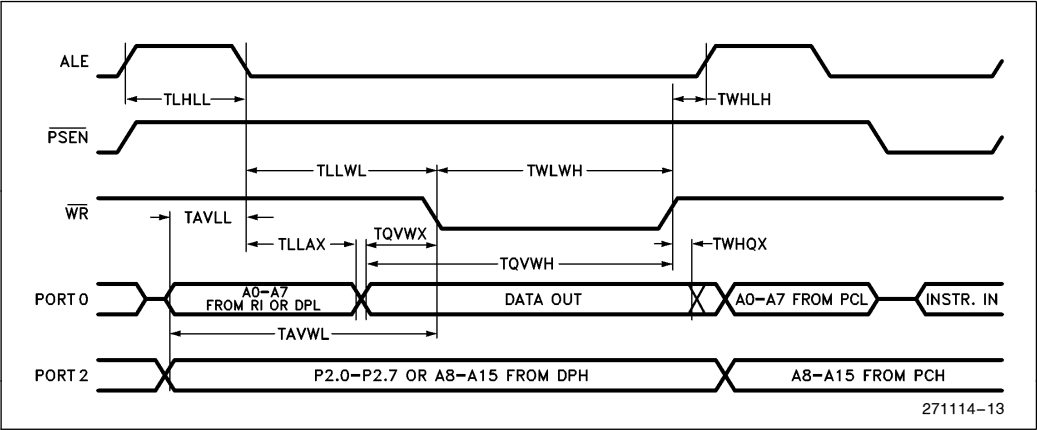 ALE
TLHLL
TWHLH
PSEN
TLLWL
TWLWH
WR
TAVLL
TQVWX
TLLAX
TWHQX
TQVWH
PORT 0
A0-A7
FROM RI OR DPL
DATA OUT
A0-A7 FROM PCL
INSTR. IN
TAVWL
PORT 2
P2.0-P2.7 OR A8-A15 FROM DPH
A8-A15 FROM PCH
271114-13